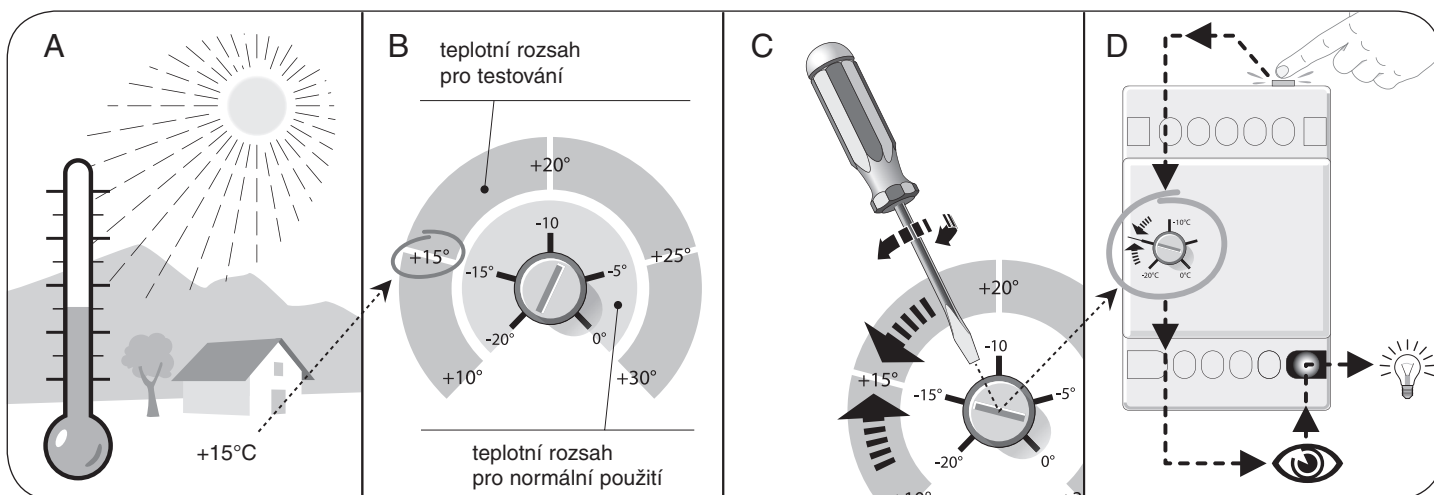 A
+15°C
B
teplotní rozsah
pro testování
+20°
+15°
+25°
-10
-15°
-5°
-20°
0°
+10°
+30°
teplotní rozsah
pro normální použití
C
+20°
+15°
-10
-15°
-5°
-20°
0°
D
-10°C
-20°C
0°C